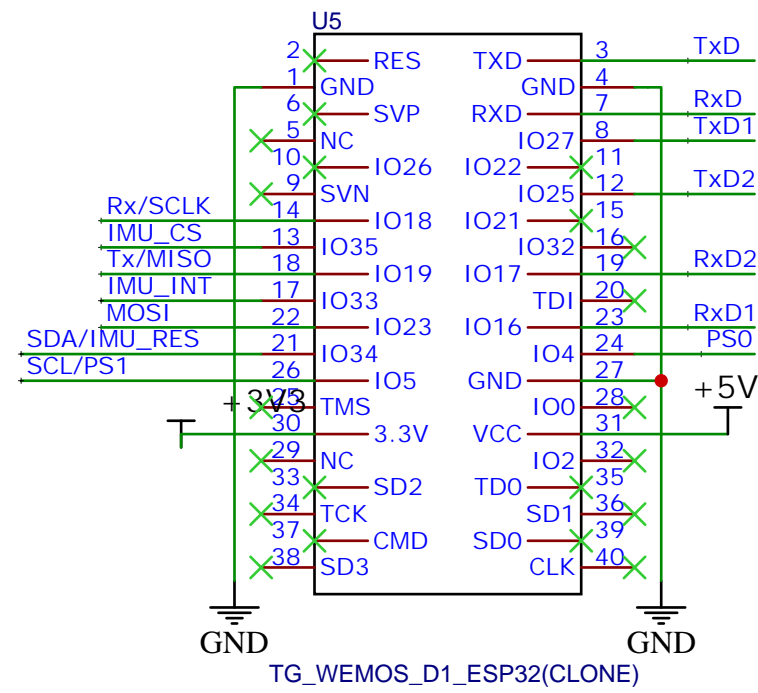 U5
2 RES TXD 3 TxD
1 GND GND 4
6 SVP RXD 7 RxD
5 NC IO27 8 TxD1
10 IO26 IO22 11
9 SVN IO25 12 TxD2
Rx/SCLK 14 IO18 IO21 15
IMU_CS 13 IO35 IO32 16
Tx/MISO 18 IO19 IO17 19 RxD2
IMU_INT 17 IO33 TDI 20
MOSI 22 IO23 IO16 23 RxD1
SDA/IMU_RES 21 IO34 IO4 24 PS0
SCL/PS1 26 IO5 GND 27
+3V3 25 TMS IO0 28 +5V
30 3.3V VCC 31
29 NC IO2 32
33 SD2 TD0 35
34 TCK SD1 36
37 CMD SD0 39
38 SD3 CLK 40
GND GND
TG_WEMOS_D1_ESP32(CLONE)